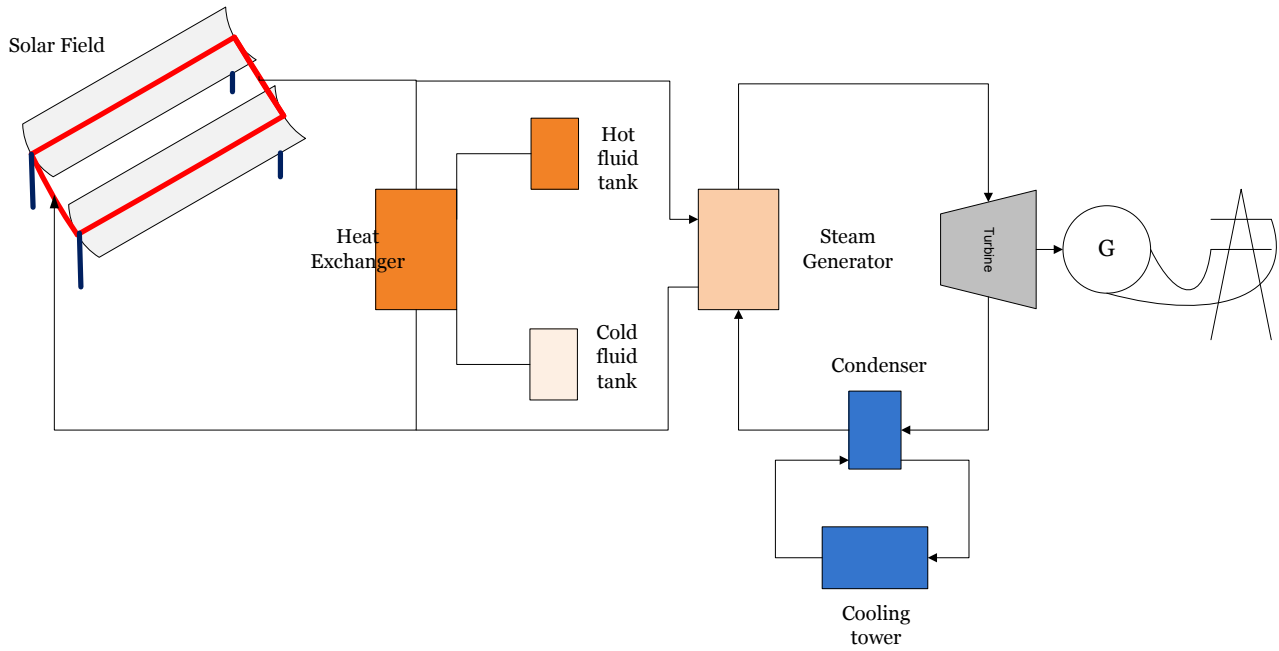 Solar Field
Hot
fluid
tank
Heat
Exchanger
Cold
fluid
tank
Steam
Generator
Turbine
G
Condenser
Cooling
tower